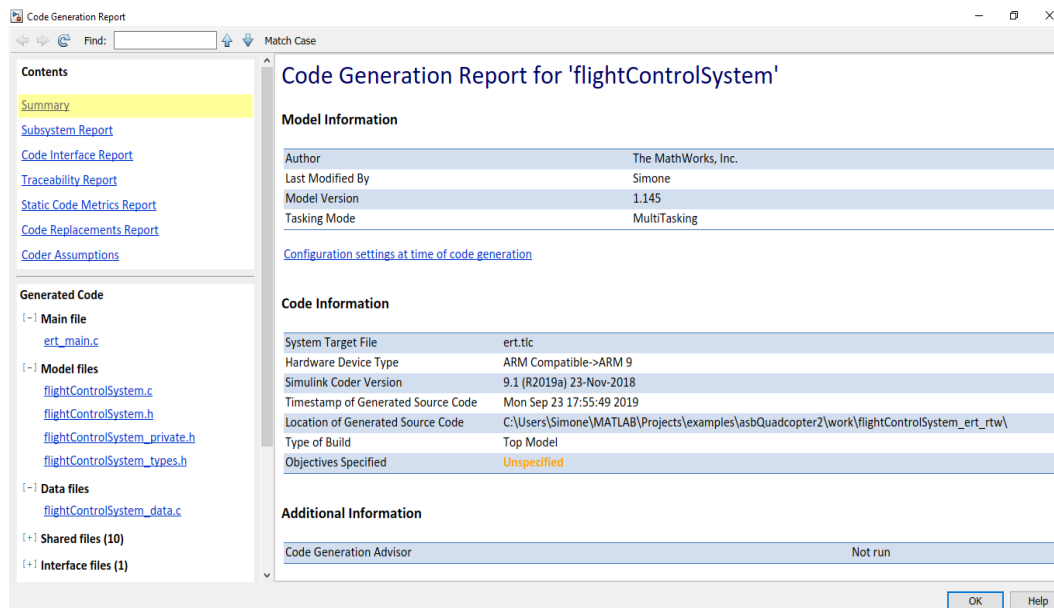 Code Generation Report
Find: Match Case
Contents
Summary
Subsystem Report
Code Interface Report
Traceability Report
Static Code Metrics Report
Code Replacements Report
Coder Assumptions
Generated Code
[-] Main file
ert_main.c
[-] Model files
flightControlSystem.c
flightControlSystem.h
flightControlSystem_private.h
flightControlSystem_types.h
[-] Data files
flightControlSystem_data.c
[+] Shared files (10)
[+] Interface files (1)
Code Generation Report for 'flightControlSystem'
Model Information
Author The MathWorks, Inc.
Last Modified By Simone
Model Version 1.145
Tasking Mode MultiTasking
Configuration settings at time of code generation
Code Information
System Target File ert.tlc
Hardware Device Type ARM Compatible->ARM 9
Simulink Coder Version 9.1 (R2019a) 23-Nov-2018
Timestamp of Generated Source Code Mon Sep 23 17:55:49 2019
Location of Generated Source Code C:\Users\Simone\MATLAB\Projects\examples\asbQuadcopter2\work\flightControlSystem_ert_rtw\
Type of Build Top Model
Objectives Specified Unspecified
Additional Information
Code Generation Advisor Not run
OK Help